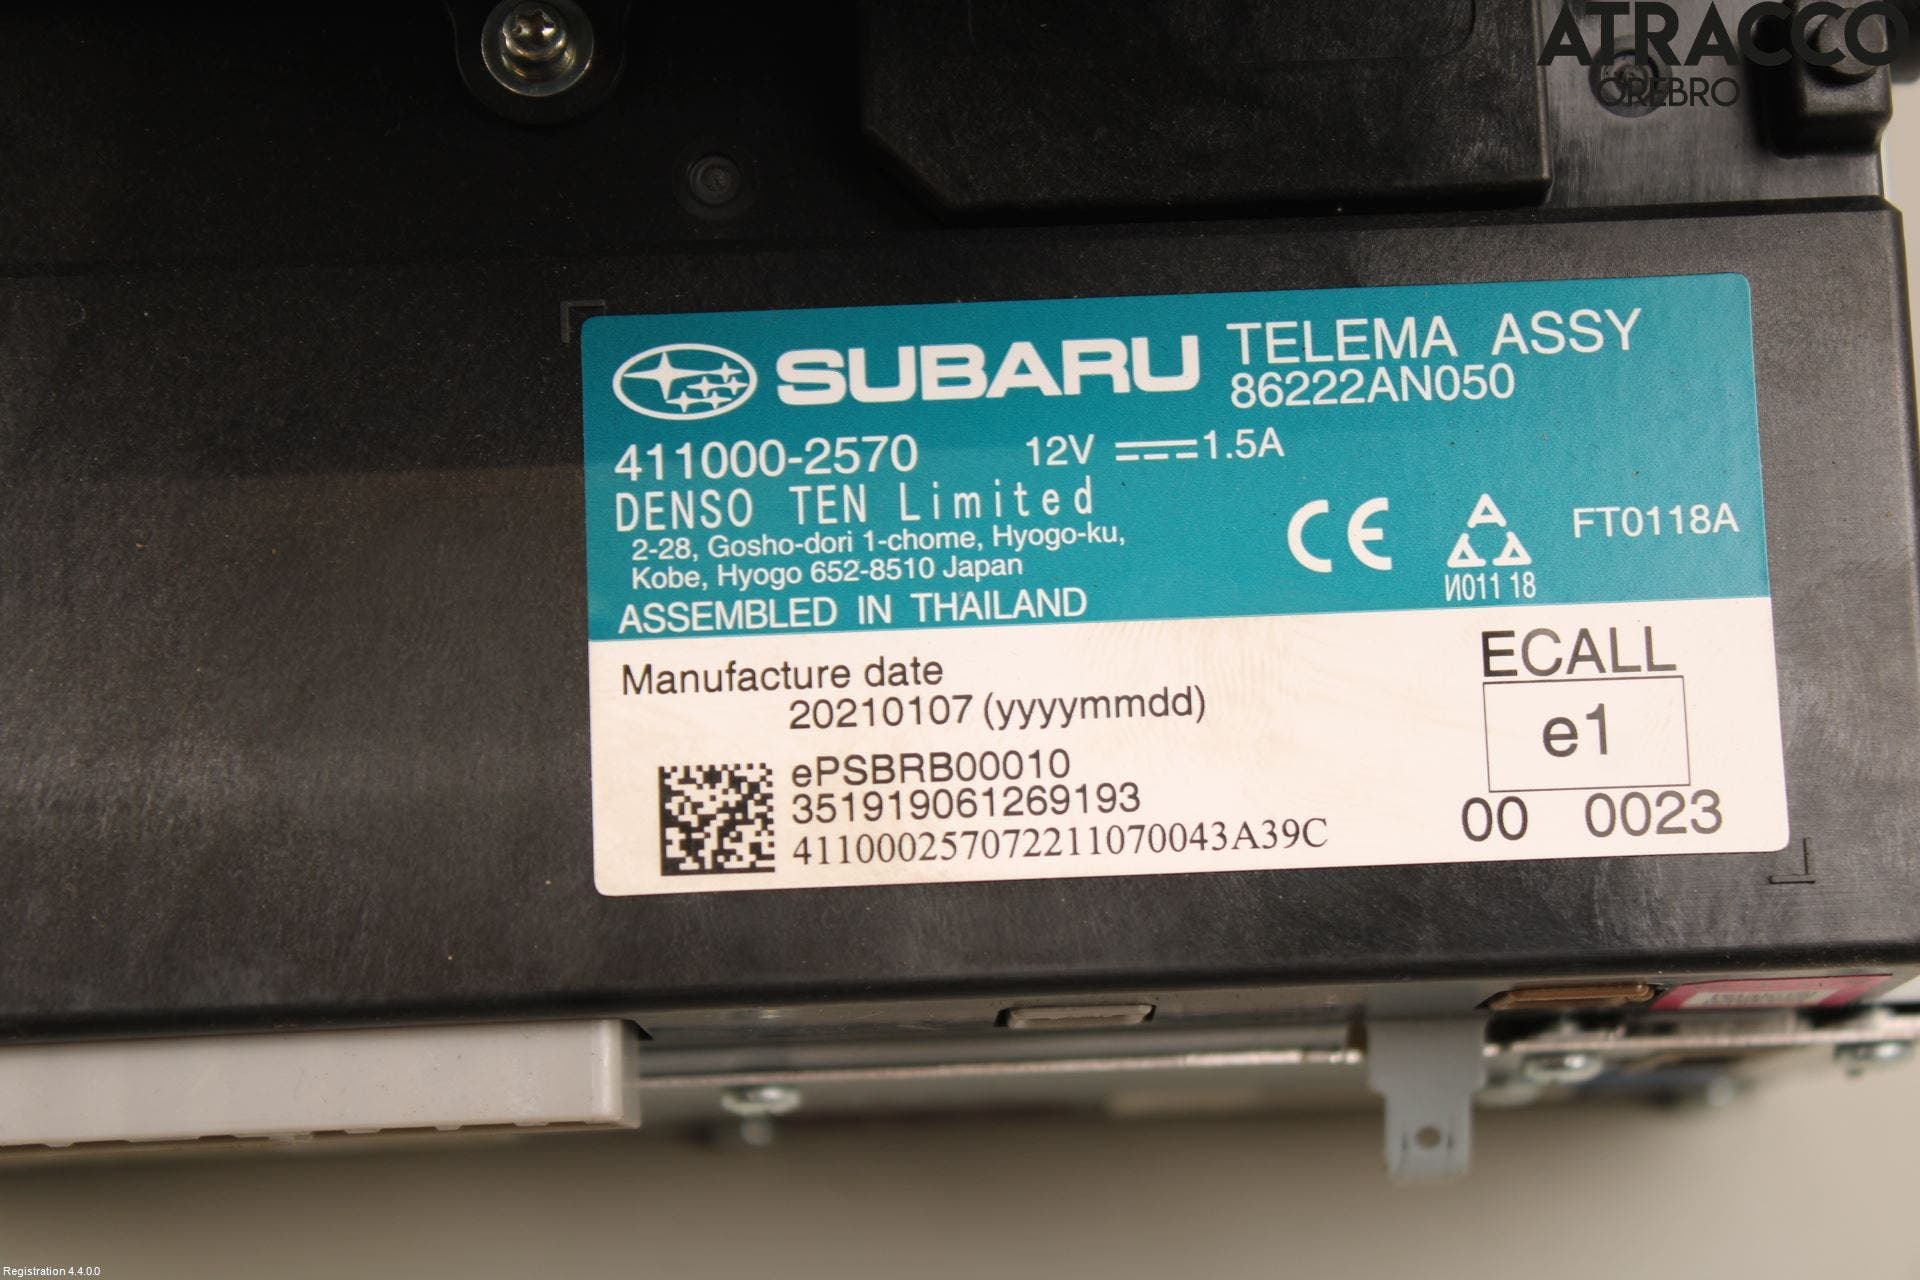 ATRACCO
ÖREBRO
SUBARU
TELEMA ASSY
86222AN050
411000-2570 12V 1.5A
DENSO TEN Limited
2-28, Gosho-dori 1-chome, Hyogo-ku,
Kobe, Hyogo 652-8510 Japan
ASSEMBLED IN THAILAND
CE
И011 18
FT0118A
Manufacture date
20210107 (yyyymmdd)
ePSBRB00010
351919061269193
411000257072211070043A39C
ECALL
e1
00 0023
Registration 4.4.0.0